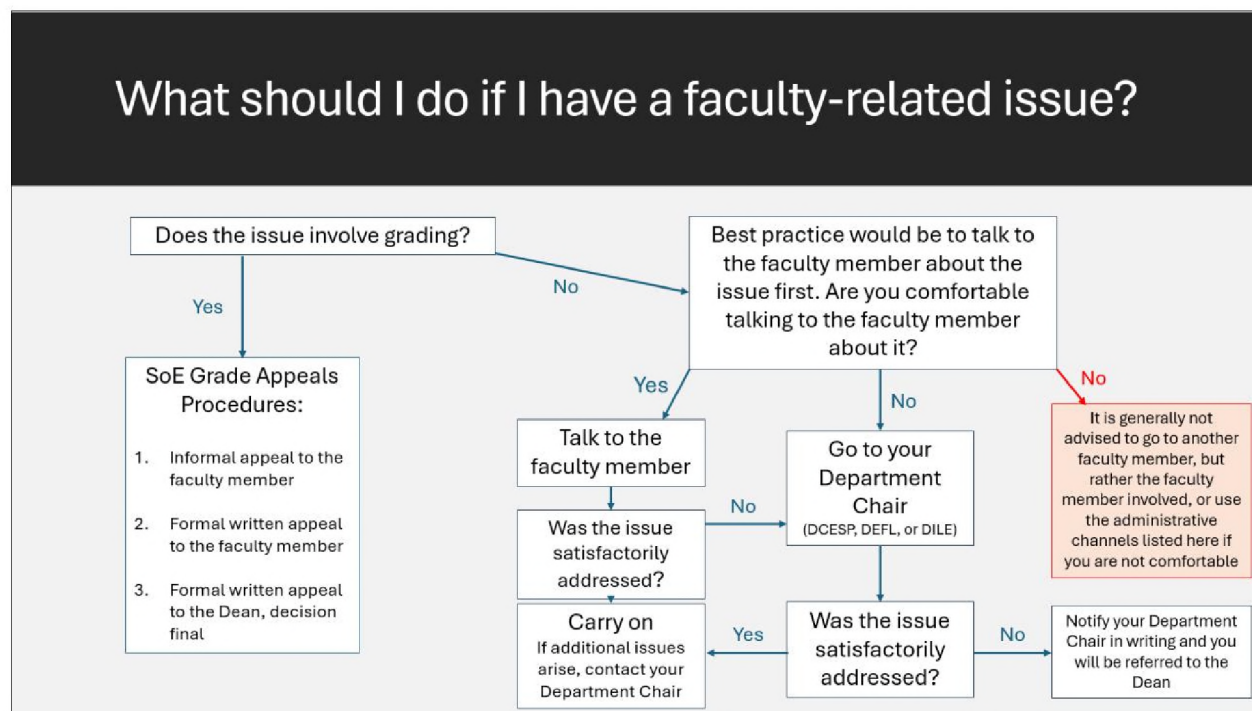 What should I do if I have a faculty-related issue?
Does the issue involve grading?
Yes
No
SoE Grade Appeals
Procedures:
1. Informal appeal to the
faculty member
2. Formal written appeal
to the faculty member
3. Formal written appeal
to the Dean, decision
final
Best practice would be to talk to
the faculty member about the
issue first. Are you comfortable
talking to the faculty member
about it?
Yes
No
No
Talk to the
faculty member
Was the issue
satisfactorily
addressed?
No
Carry on
If additional issues
arise, contact your
Department Chair
Go to your
Department
Chair
(DCESP, DEFL, or DILE)
Yes
Was the issue
satisfactorily
addressed?
No
It is generally not
advised to go to another
faculty member, but
rather the faculty
member involved, or use
the administrative
channels listed here if
you are not comfortable
Notify your Department
Chair in writing and you
will be referred to the
Dean